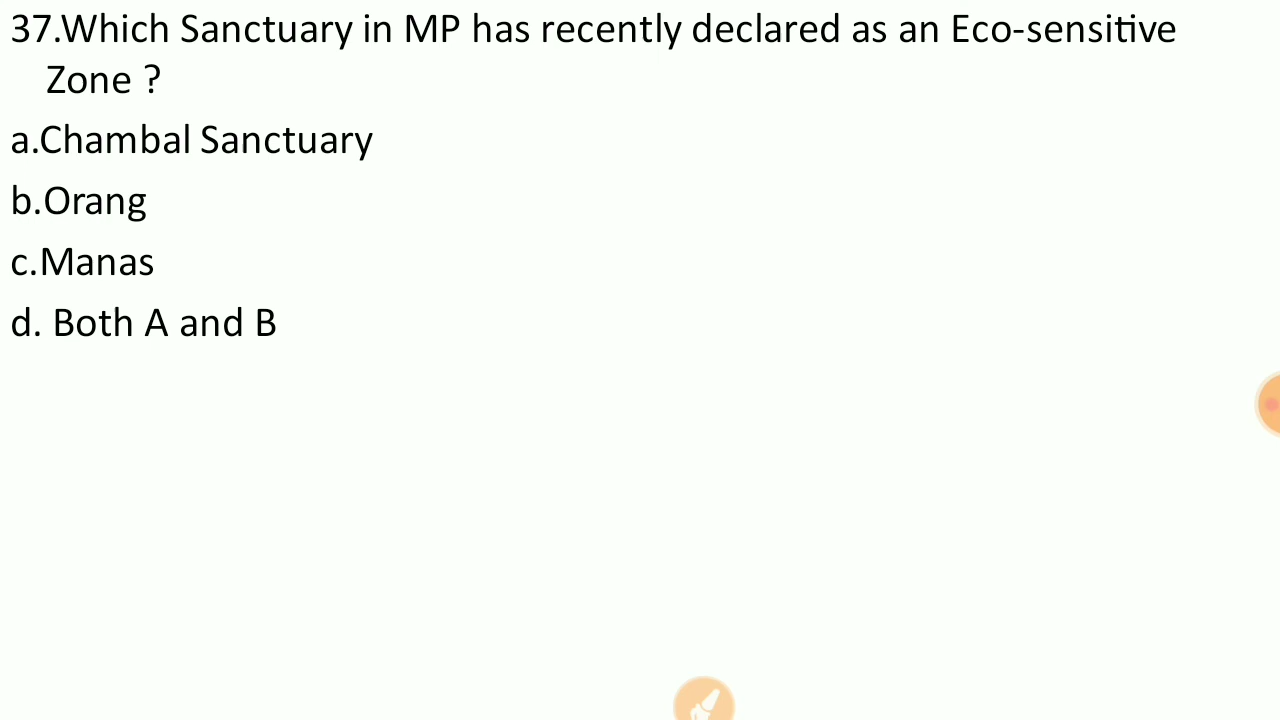 37.Which Sanctuary in MP has recently declared as an Eco-sensitive
Zone ?
a.Chambal Sanctuary
b.Orang
c.Manas
d. Both A and B